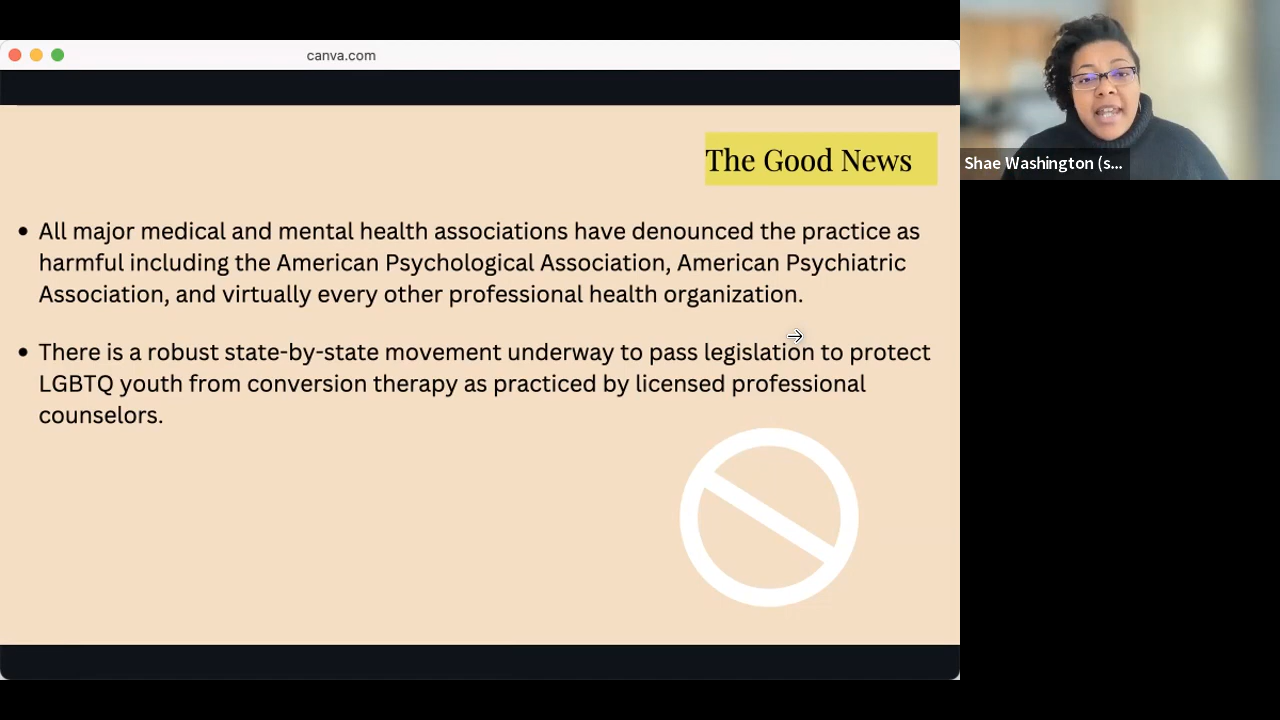 canva.com
The Good News
• All major medical and mental health associations have denounced the practice as
harmful including the American Psychological Association, American Psychiatric
Association, and virtually every other professional health organization.
• There is a robust state-by-state movement underway to pass legislation to protect
LGBTQ youth from conversion therapy as practiced by licensed professional
counselors.
Shae Washington (s...